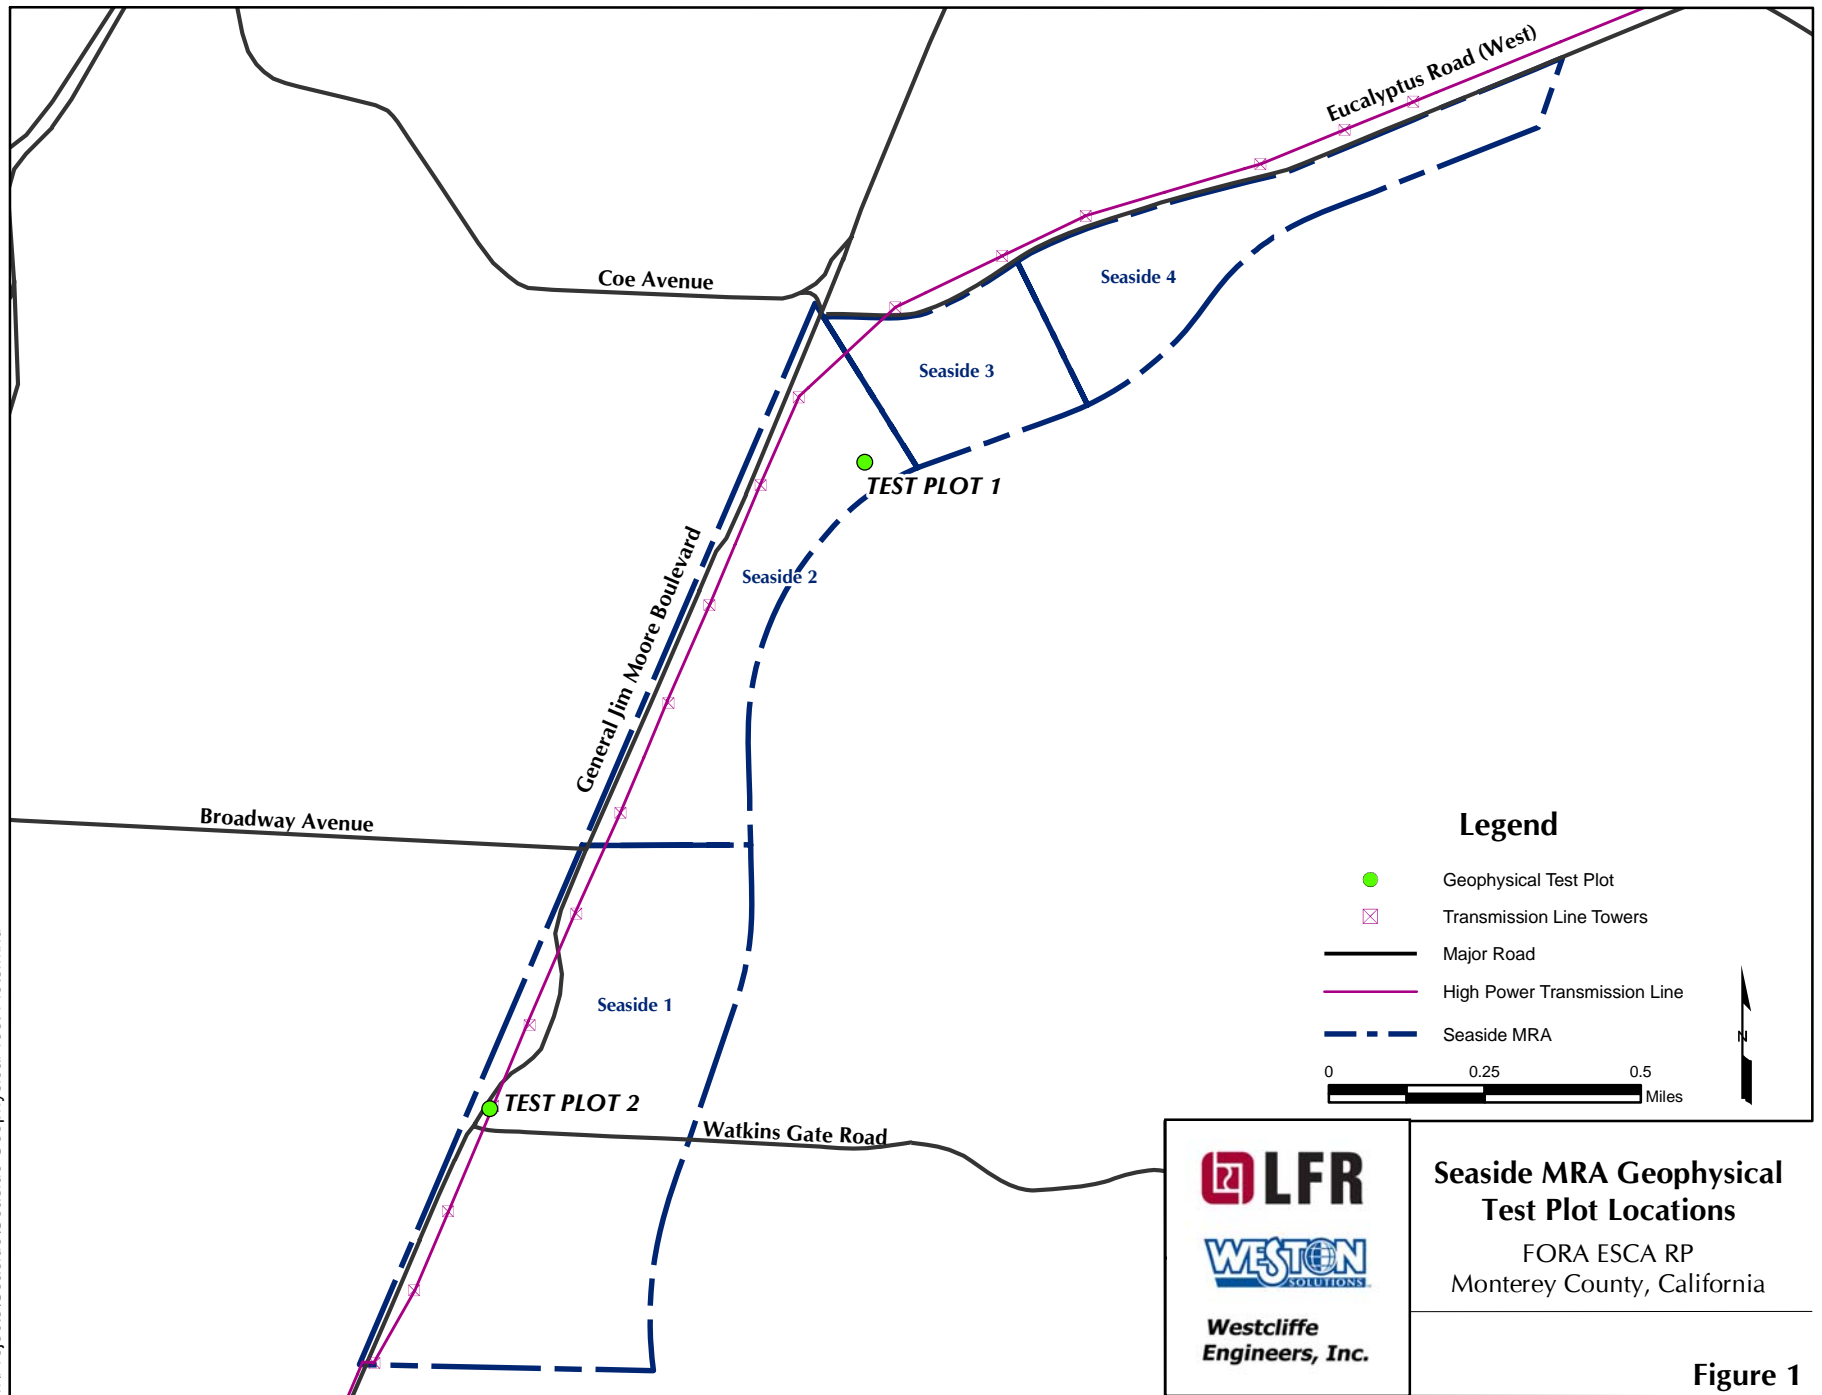 Eucalyptus Road (West)
Coe Avenue
Seaside 4
Seaside 3
TEST PLOT 1
General Jim Moore Boulevard
Seaside 2
Broadway Avenue
Seaside 1
TEST PLOT 2
Watkins Gate Road
Legend
Geophysical Test Plot
Transmission Line Towers
Major Road
High Power Transmission Line
Seaside MRA
N
0 0.25 0.5
Miles
LFR
WESTON
SOLUTIONS
Westcliffe
Engineers, Inc.
Seaside MRA Geophysical
Test Plot Locations
FORA ESCA RP
Monterey County, California
Figure 1